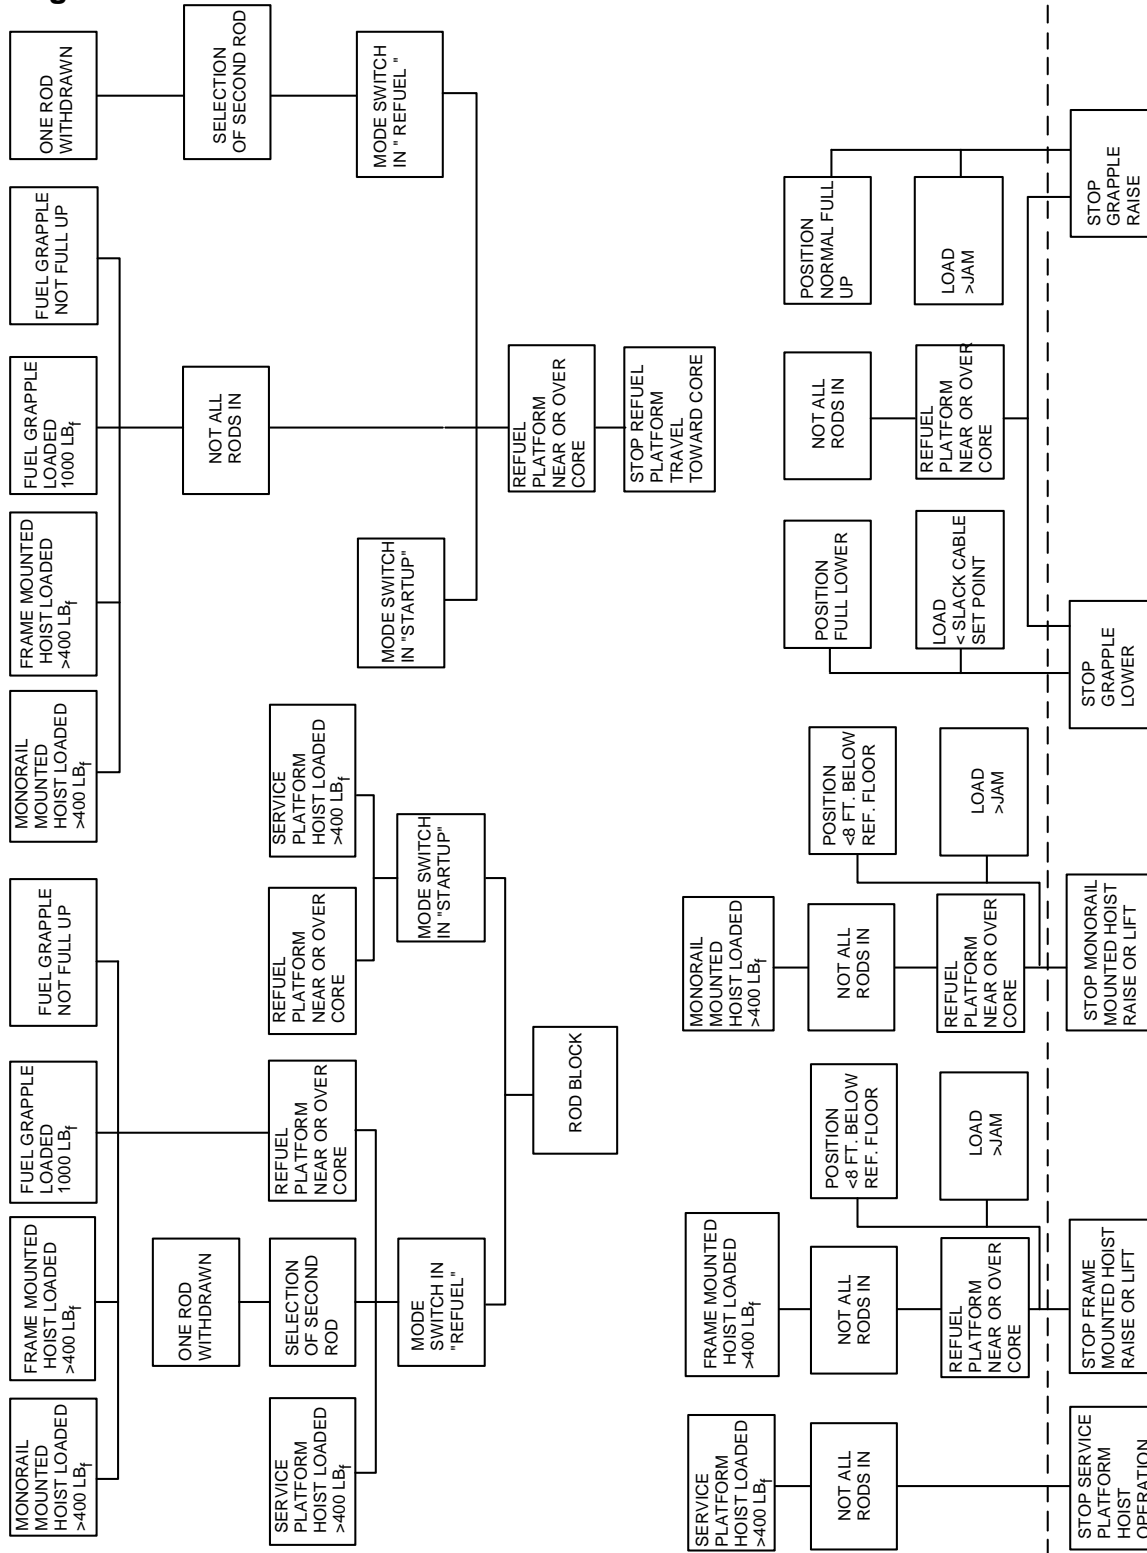 MONORAIL
MOUNTED
HOIST LOADED
>400 LBf
FRAME MOUNTED
HOIST LOADED
>400 LBf
FUEL GRAPPLE
LOADED
1000 LBf
FUEL GRAPPLE
NOT FULL UP
MONORAIL
MOUNTED
HOIST LOADED
>400 LBf
FRAME MOUNTED
HOIST LOADED
>400 LBf
FUEL GRAPPLE
LOADED
1000 LBf
FUEL GRAPPLE
NOT FULL UP
ONE ROD
WITHDRAWN
ONE ROD
WITHDRAWN
NOT ALL
RODS IN
SELECTION
OF SECOND ROD
SERVICE
PLATFORM
HOIST LOADED
>400 LBf
SELECTION
OF SECOND
ROD
REFUEL
PLATFORM
NEAR OR OVER
CORE
REFUEL
PLATFORM
NEAR OR OVER
CORE
SERVICE
PLATFORM
HOIST LOADED
>400 LBf
MODE
SWITCH IN
"REFUEL"
MODE SWITCH
IN "STARTUP"
MODE SWITCH
IN "STARTUP"
MODE SWITCH
IN " REFUEL "
ROD BLOCK
REFUEL
PLATFORM
NEAR OR OVER
CORE
STOP REFUEL
PLATFORM
TRAVEL
TOWARD CORE
SERVICE
PLATFORM
HOIST LOADED
>400 LBf
NOT ALL
RODS IN
STOP SERVICE
PLATFORM
HOIST
OPERATION
FRAME MOUNTED
HOIST LOADED
>400 LBf
NOT ALL
RODS IN
REFUEL
PLATFORM
NEAR OR OVER
CORE
POSITION
<8 FT. BELOW
REF. FLOOR
LOAD
>JAM
STOP FRAME
MOUNTED HOIST
RAISE OR LIFT
MONORAIL
MOUNTED
HOIST LOADED
>400 LBf
NOT ALL
RODS IN
REFUEL
PLATFORM
NEAR OR OVER
CORE
POSITION
<8 FT. BELOW
REF. FLOOR
LOAD
>JAM
STOP MONORAIL
MOUNTED HOIST
RAISE OR LIFT
POSITION
FULL LOWER
LOAD
< SLACK CABLE
SET POINT
STOP
GRAPPLE
LOWER
NOT ALL
RODS IN
REFUEL
PLATFORM
NEAR OR OVER
CORE
POSITION
NORMAL FULL
UP
LOAD
>JAM
STOP
GRAPPLE
RAISE